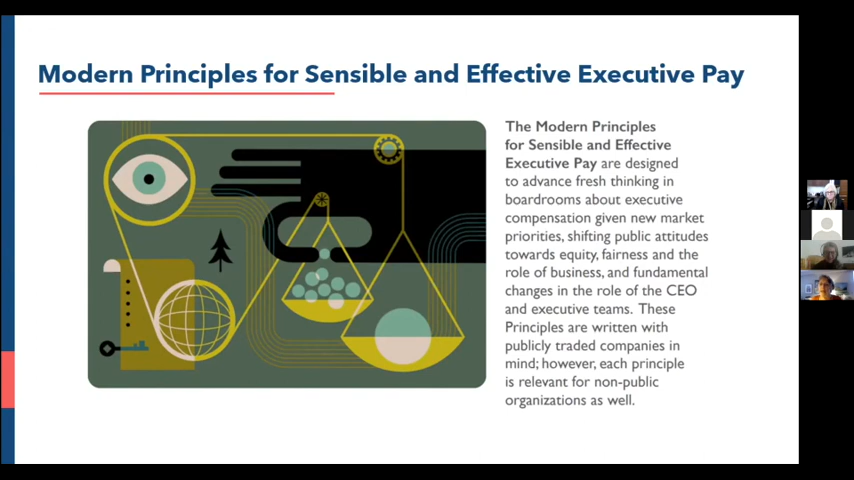 Modern Principles for Sensible and Effective Executive Pay
The Modern Principles
for Sensible and Effective
Executive Pay are designed
to advance fresh thinking in
boardrooms about executive
compensation given new market
priorities, shifting public attitudes
towards equity, fairness and the
role of business, and fundamental
changes in the role of the CEO
and executive teams. These
Principles are written with
publicly traded companies in
mind; however, each principle
is relevant for non-public
organizations as well.